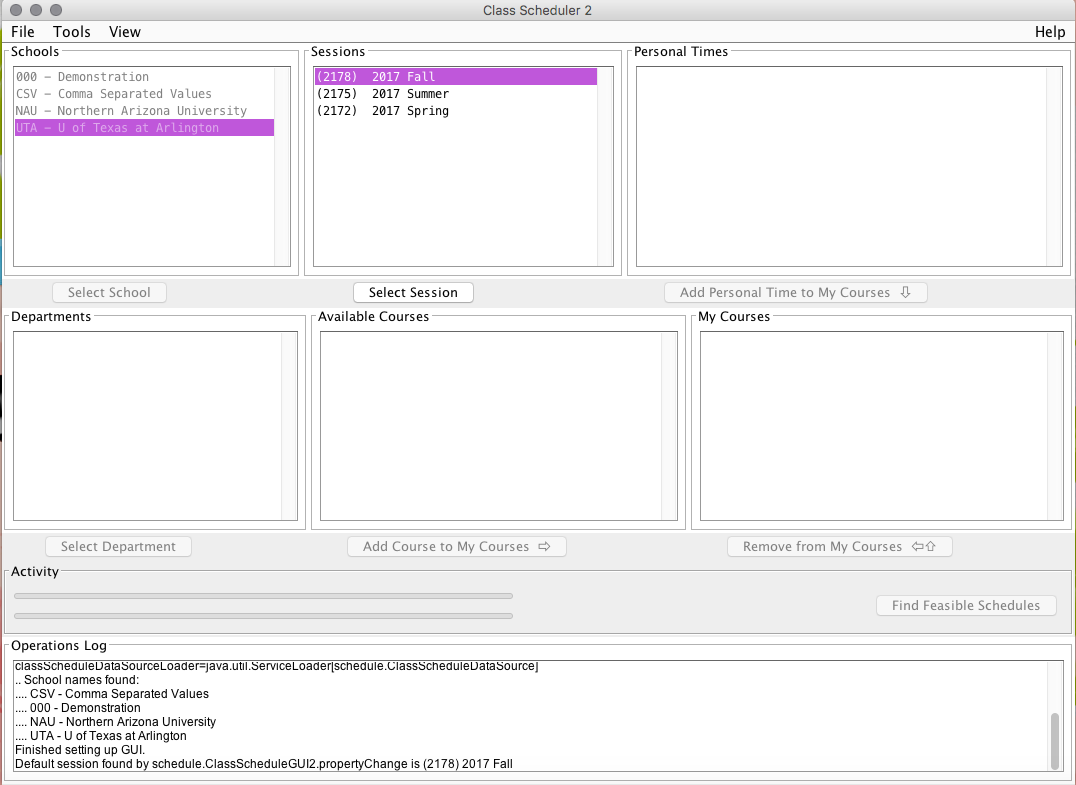 Class Scheduler 2
File Tools View Help
Schools
000 – Demonstration
CSV – Comma Separated Values
NAU – Northern Arizona University
UTA – U of Texas at Arlington
Sessions
(2178) 2017 Fall
(2175) 2017 Summer
(2172) 2017 Spring
Personal Times
Select School
Select Session
Add Personal Time to My Courses ⇩
Departments
Available Courses
My Courses
Select Department
Add Course to My Courses ⇨
Remove from My Courses ⇦⇧
Activity
Find Feasible Schedules
Operations Log
classScheduleDataSourceLoader=java.util.ServiceLoader[schedule.ClassScheduleDataSource]
.. School names found:
.... CSV - Comma Separated Values
.... 000 - Demonstration
.... NAU - Northern Arizona University
.... UTA - U of Texas at Arlington
Finished setting up GUI.
Default session found by schedule.ClassScheduleGUI2.propertyChange is (2178) 2017 Fall